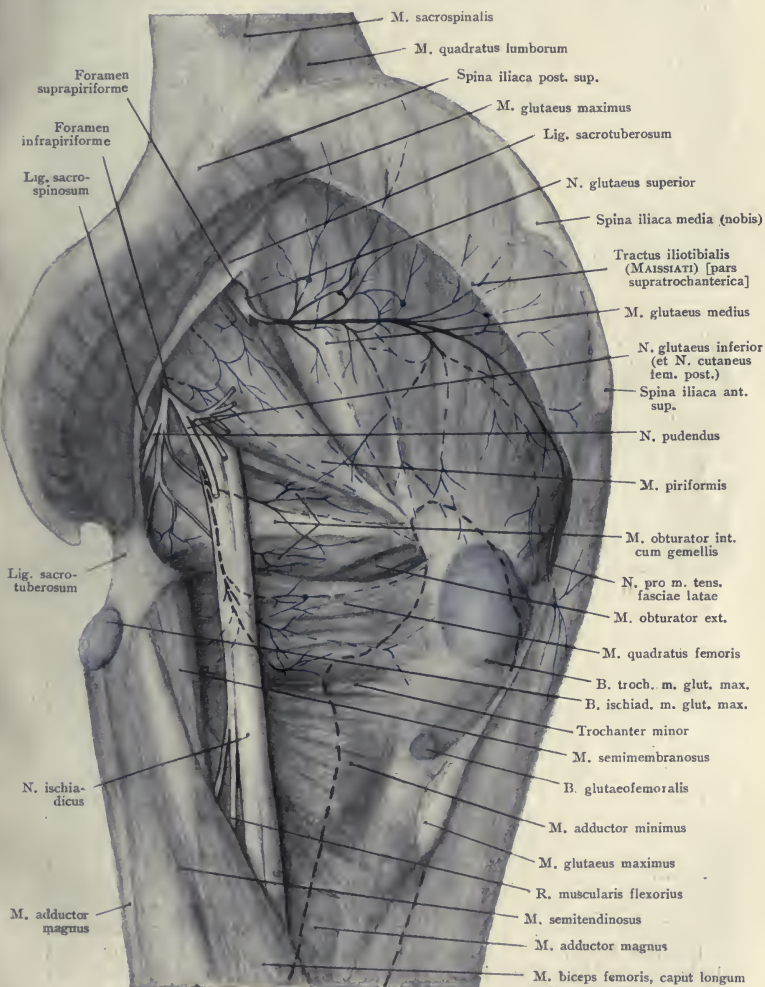 M. sacrospinalis
M. quadratus lumborum
Spina iliaca post. sup.
M. glutaeus maximus
Lig. sacrotuberosum
N. glutaeus superior
Spina iliaca media (nobis)
Tractus iliotibialis
(MAISSIATI) [pars
supratrochanterica]
M. glutaeus medius
N. glutaeus inferior
(et N. cutaneus
fem. post.)
Spina iliaca ant.
sup.
N. pudendus
M. piriformis
M. obturator int.
cum gemellis
N. pro m. tens.
fasciae latae
M. obturator ext.
M. quadratus femoris
B. troch. m. glut. max.
B. ischiad. m. glut. max.
Trochanter minor
M. semimembranosus
B. glutaeofemoralis
M. adductor minimus
M. glutaeus maximus
R. muscularis flexorius
M. semitendinosus
M. adductor magnus
M. biceps femoris, caput longum
Foramen
suprapiriforme
Foramen
infrapiriforme
Lig. sacro-
spinosum
Lig. sacro-
tuberosum
N. ischia-
dicus
M. adductor
magnus